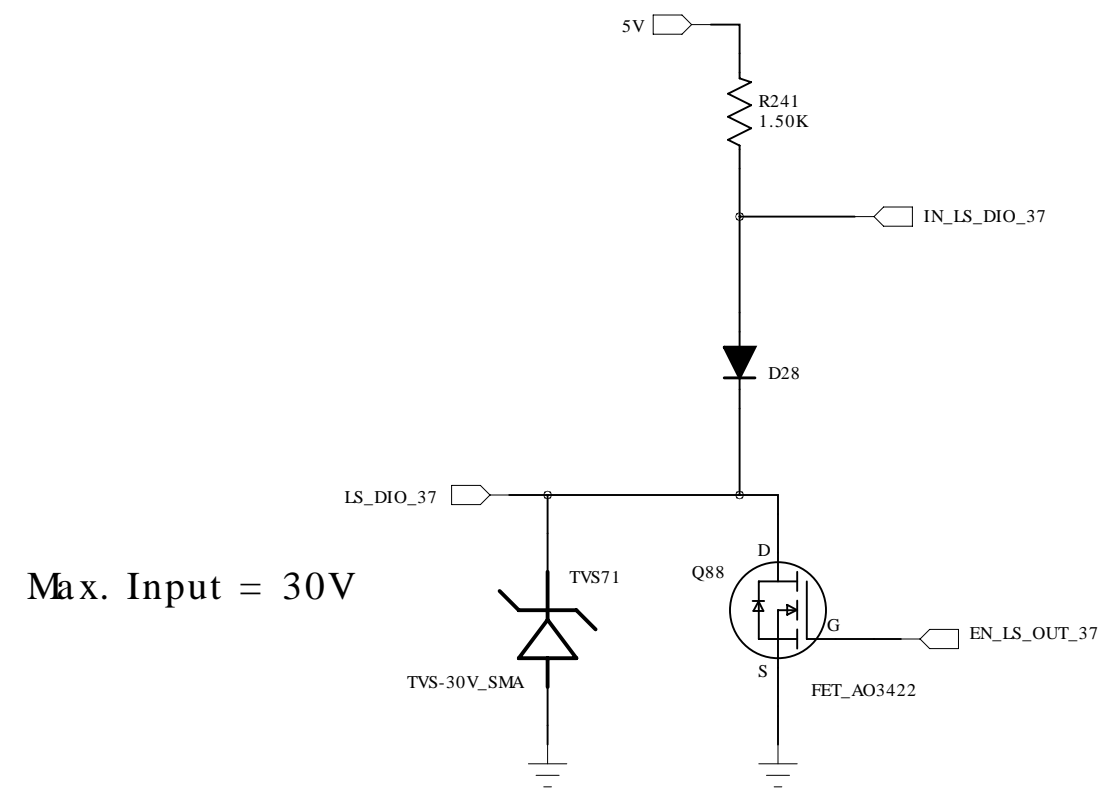 5V
R241
1.50K
IN_LS_DIO_37
D28
LS_DIO_37
D
Q88
TVS71
Max. Input = 30V
G
EN_LS_OUT_37
S
TVS-30V_SMA
FET_AO3422